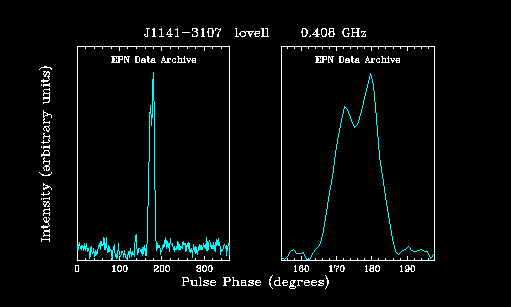 J1141-3107 lovell 0.408 GHz
EPN Data Archive EPN Data Archive
Intensity (arbitrary units)
0 100 200 300 160 170 180 190
Pulse Phase (degrees)